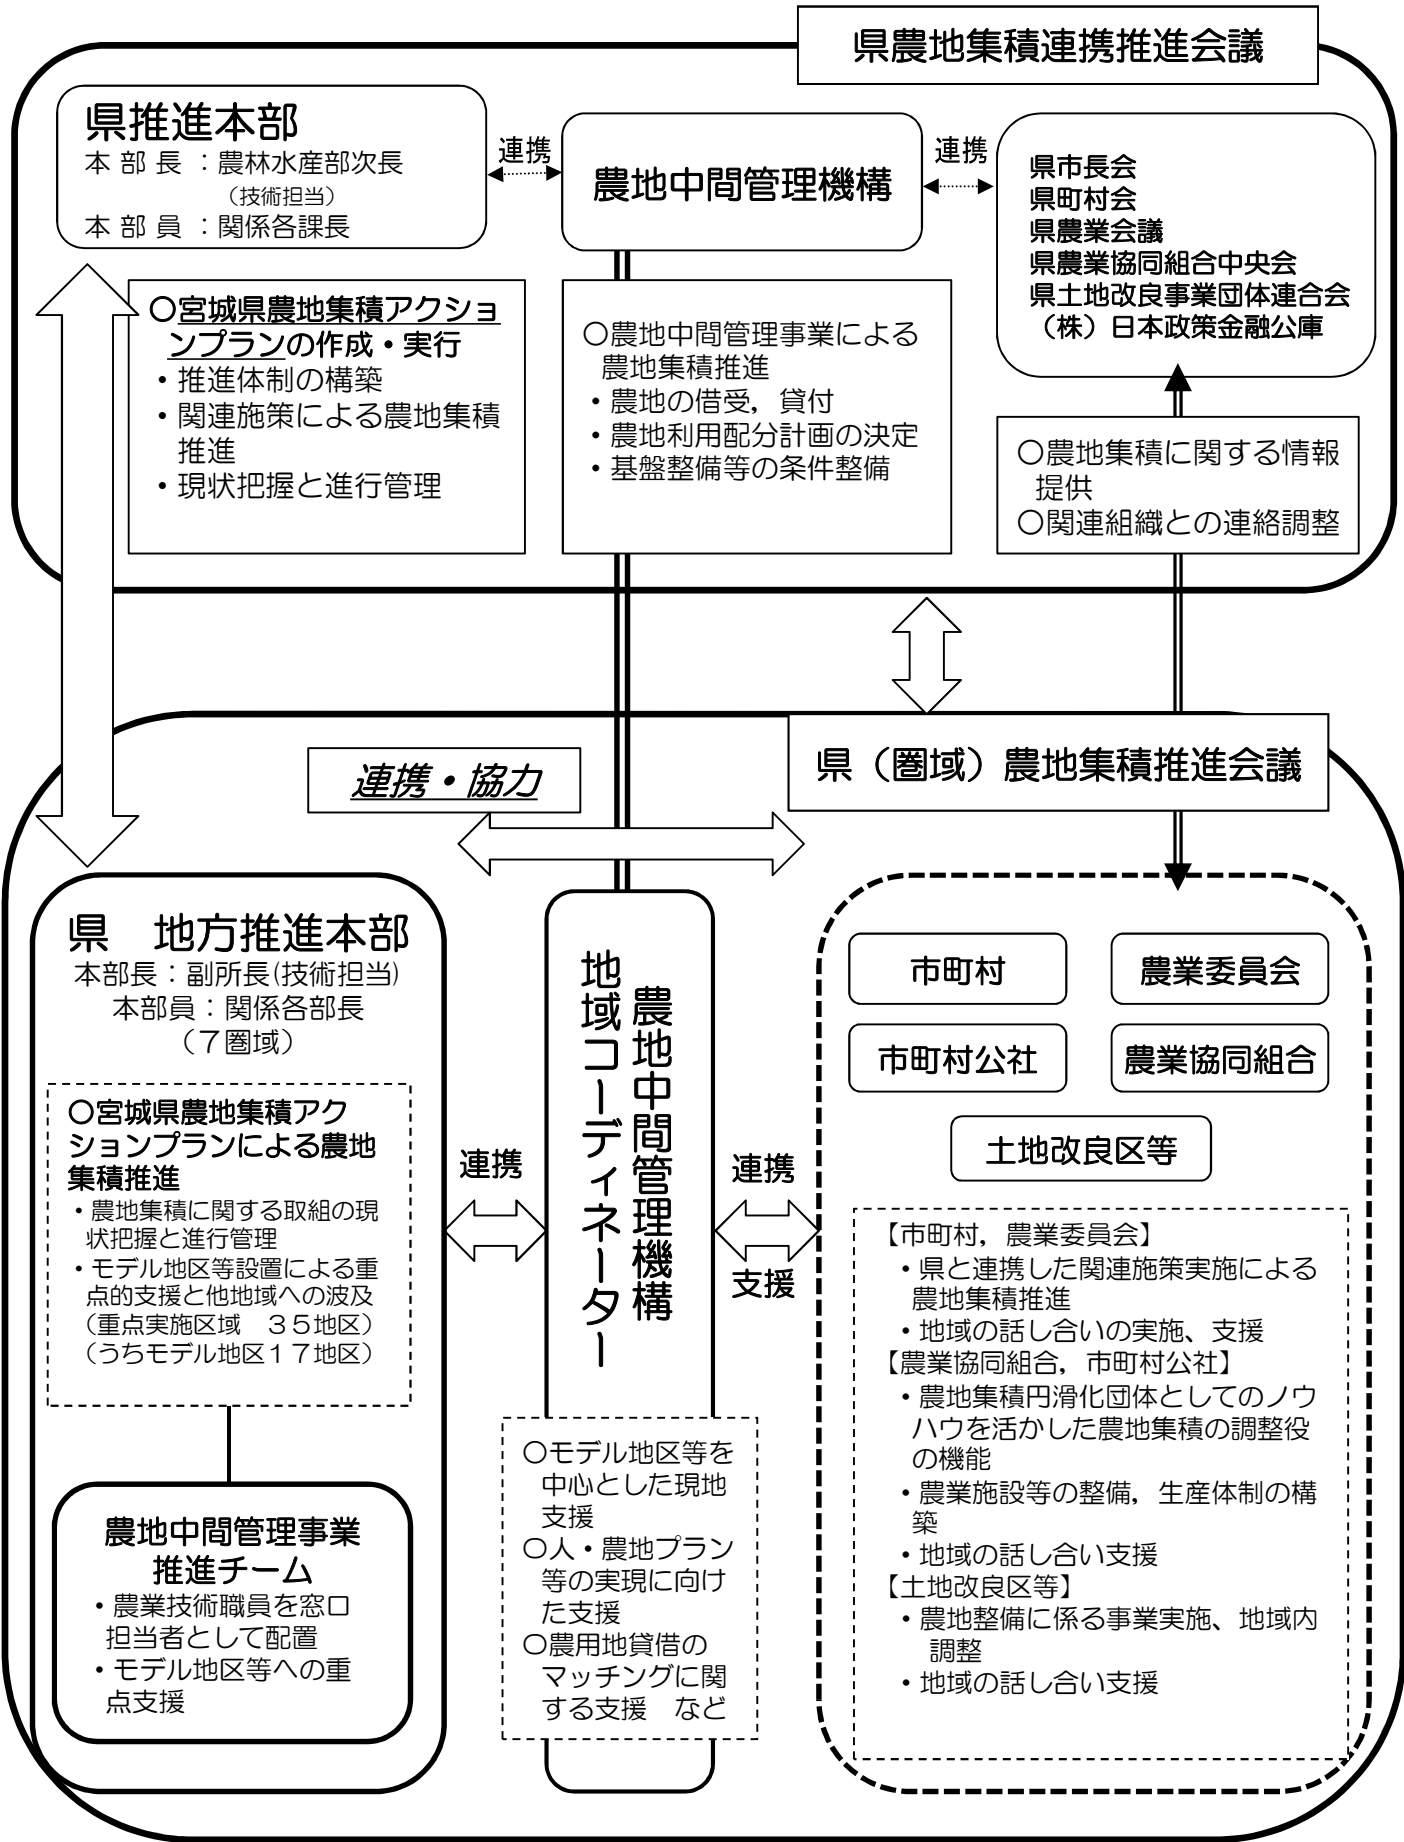 県農地集積連携推進会議
県推進本部
本 部 長 ：農林水産部次長
（技術担当）
本 部 員 ：関係各課長
連携
農地中間管理機構
連携
県市長会
県町村会
県農業会議
県農業協同組合中央会
県土地改良事業団体連合会
（株）日本政策金融公庫
○宮城県農地集積アクショ
ンプランの作成・実行
・推進体制の構築
・関連施策による農地集積
推進
・現状把握と進行管理
○農地中間管理事業による
農地集積推進
・農地の借受，貸付
・農地利用配分計画の決定
・基盤整備等の条件整備
○農地集積に関する情報
提供
○関連組織との連絡調整
県（圏域）農地集積推進会議
連携・協力
県　地方推進本部
本部長：副所長(技術担当)
本部員：関係各部長
（７圏域）
○宮城県農地集積アク
ションプランによる農地
集積推進
・農地集積に関する取組の現
状把握と進行管理
・モデル地区等設置による重
点的支援と他地域への波及
（重点実施区域　３５地区）
（うちモデル地区１７地区）
農地中間管理事業
推進チーム
・農業技術職員を窓口
担当者として配置
・モデル地区等への重
点支援
連携
農地中間管理機構
地域コーディネーター
○モデル地区等を
中心とした現地
支援
○人・農地プラン
等の実現に向け
た支援
○農用地貸借の
マッチングに関
する支援　など
連携
支援
市町村
農業委員会
市町村公社
農業協同組合
土地改良区等
【市町村，農業委員会】
・県と連携した関連施策実施による
農地集積推進
・地域の話し合いの実施、支援
【農業協同組合，市町村公社】
・農地集積円滑化団体としてのノウ
ハウを活かした農地集積の調整役
の機能
・農業施設等の整備，生産体制の構
築
・地域の話し合い支援
【土地改良区等】
・農地整備に係る事業実施、地域内
調整
・地域の話し合い支援